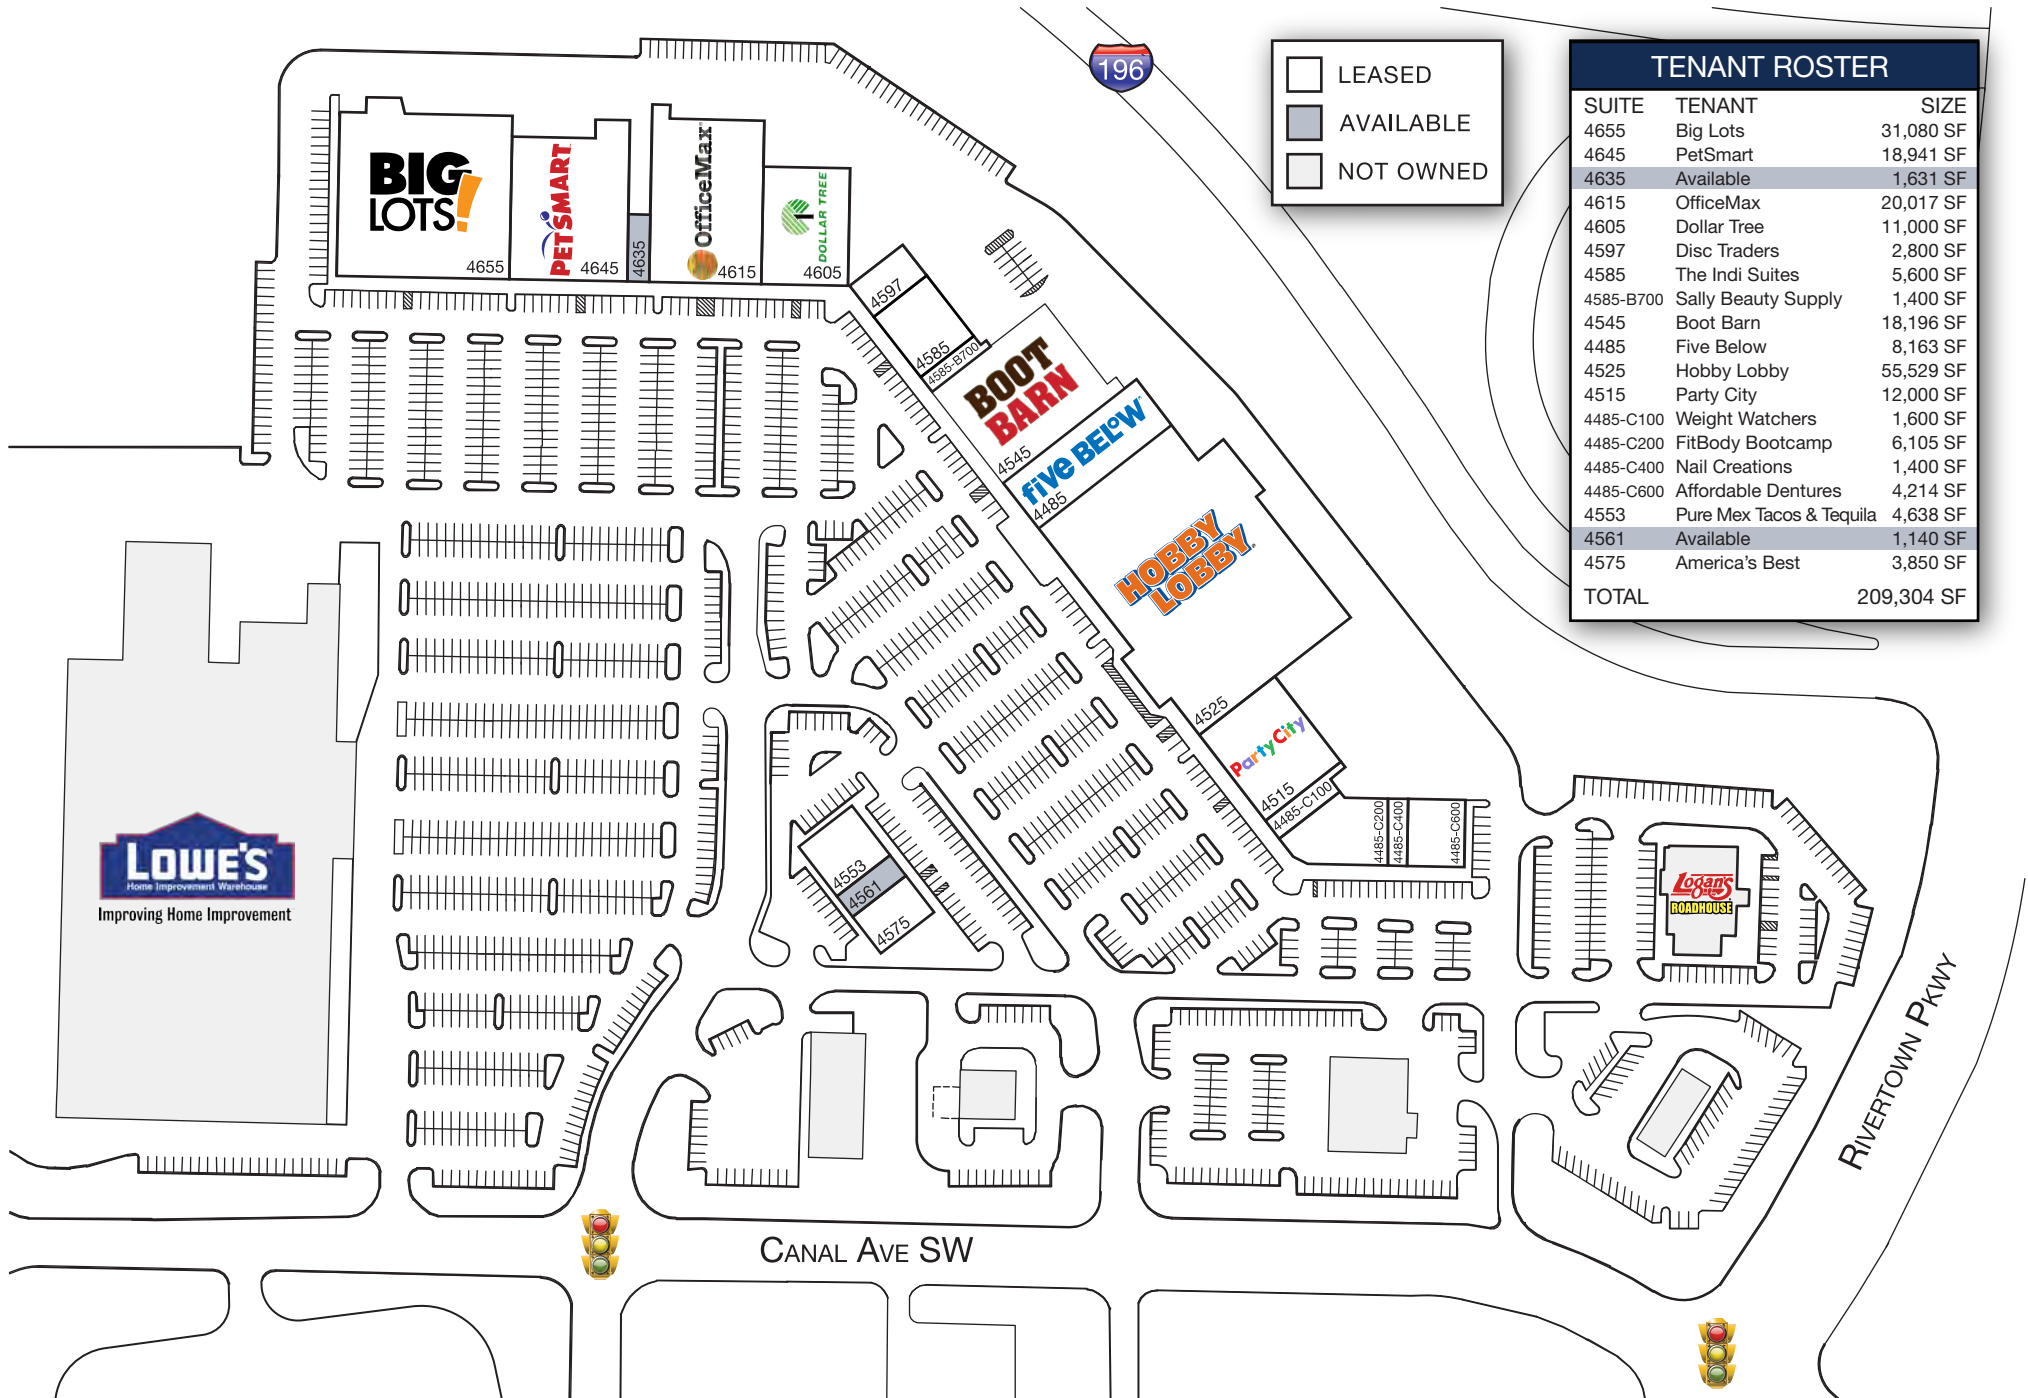 196
LEASED
AVAILABLE
NOT OWNED
TENANT ROSTER
SUITE TENANT SIZE
4655 Big Lots 31,080 SF
4645 PetSmart 18,941 SF
4635 Available 1,631 SF
4615 OfficeMax 20,017 SF
4605 Dollar Tree 11,000 SF
4597 Disc Traders 2,800 SF
4585 The Indi Suites 5,600 SF
4585-B700 Sally Beauty Supply 1,400 SF
4545 Boot Barn 18,196 SF
4485 Five Below 8,163 SF
4525 Hobby Lobby 55,529 SF
4515 Party City 12,000 SF
4485-C100 Weight Watchers 1,600 SF
4485-C200 FitBody Bootcamp 6,105 SF
4485-C400 Nail Creations 1,400 SF
4485-C600 Affordable Dentures 4,214 SF
4553 Pure Mex Tacos & Tequila 4,638 SF
4561 Available 1,140 SF
4575 America's Best 3,850 SF
TOTAL 209,304 SF
BIG
LOTS!
4655
PETSMART
4645
4635
OfficeMax
4615
DOLLAR TREE
4605
4597
4585
4585-B700
BOOT
BARN
4545
five BELOW
4485
HOBBY
LOBBY
4525
PartyCity
4515
4485-C100
4485-C200
4485-C400
4485-C600
4553
4561
4575
LOWE'S
Home Improvement Warehouse
Improving Home Improvement
Logan's
ROADHOUSE
RIVERTOWN PKWY
CANAL AVE SW